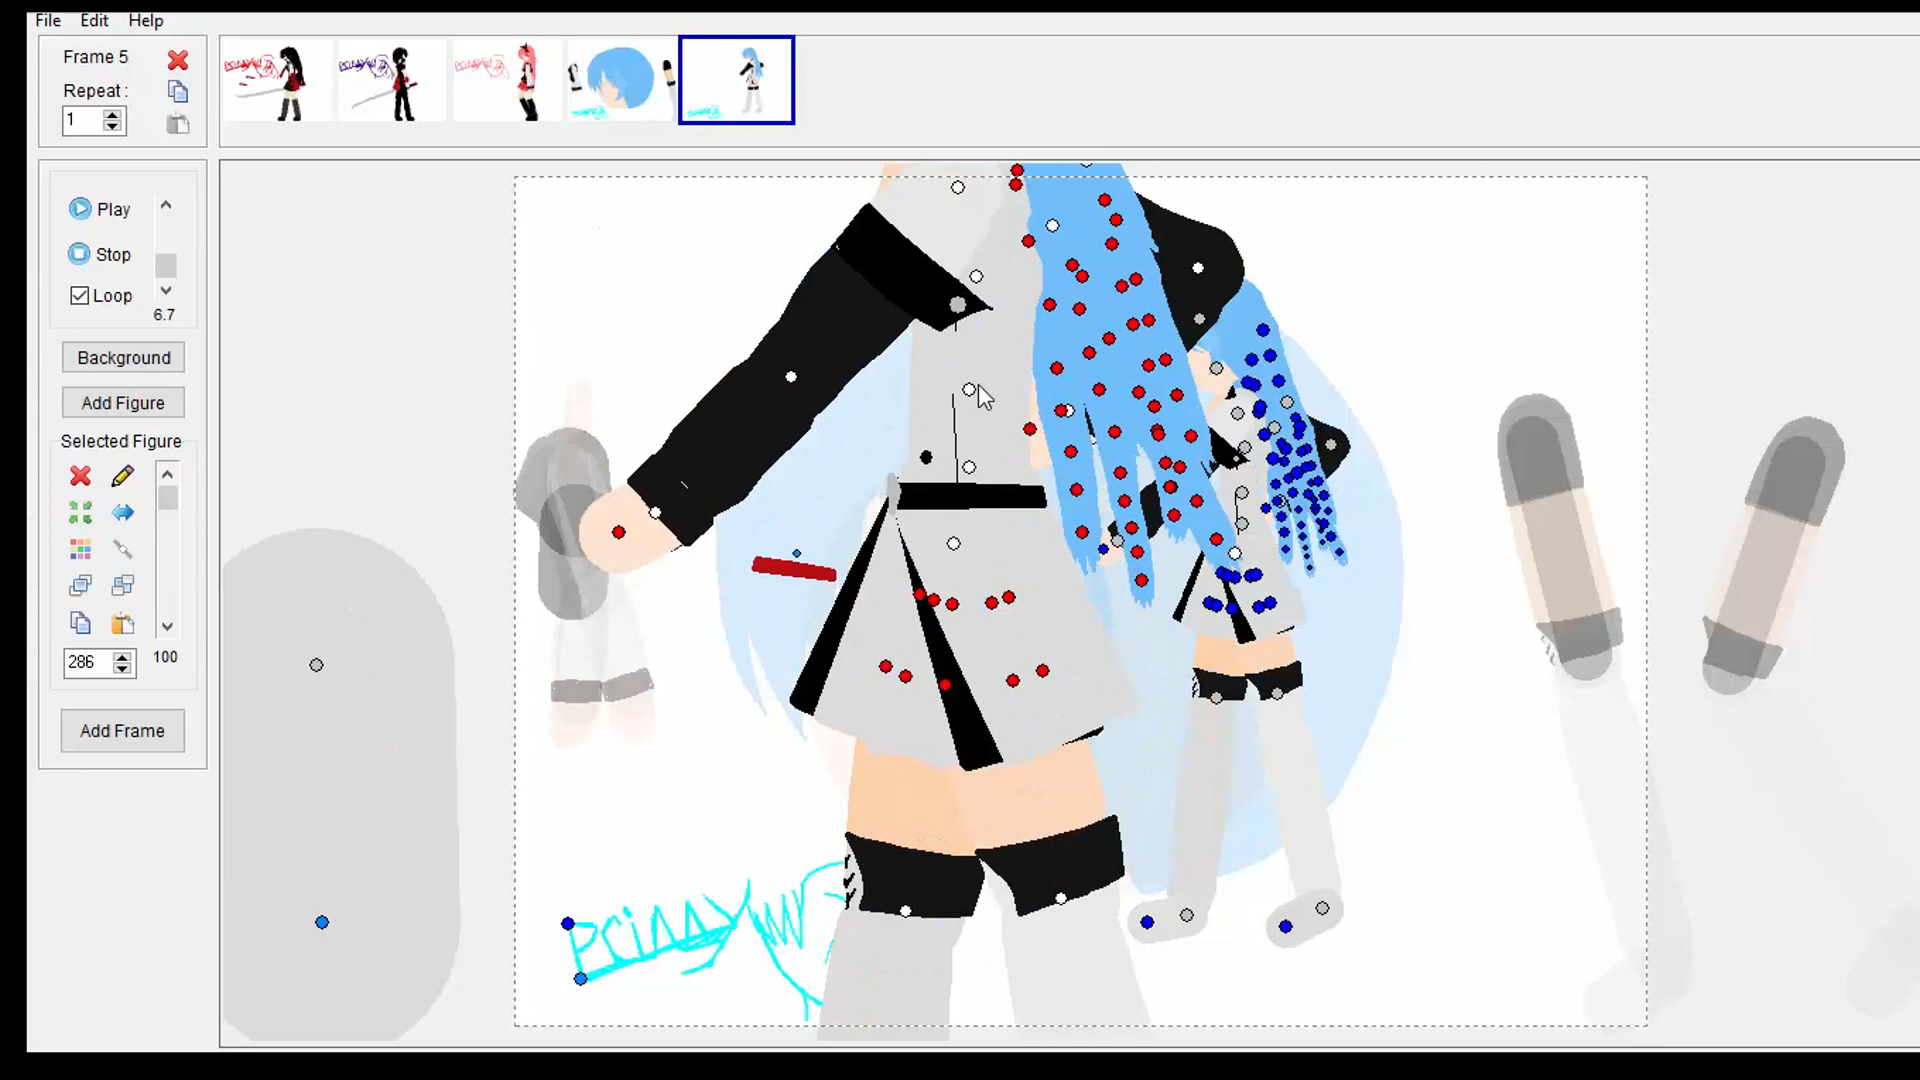 File Edit Help
Frame 5
Repeat :
1
Play
Stop
Loop
6.7
Background
Add Figure
Selected Figure
286
100
Add Frame